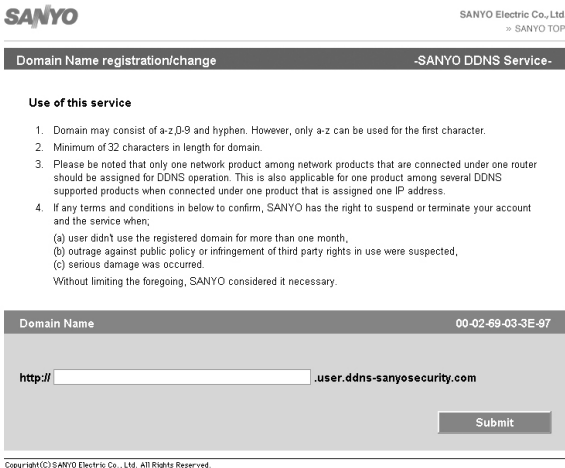 SANYO
SANYO Electric Co., Ltd
» SANYO TOP
Domain Name registration/change
-SANYO DDNS Service-
Use of this service
1. Domain may consist of a-z,0-9 and hyphen. However, only a-z can be used for the first character.
2. Minimum of 32 characters in length for domain.
3. Please be noted that only one network product among network products that are connected under one router
should be assigned for DDNS operation. This is also applicable for one product among several DDNS
supported products when connected under one product that is assigned one IP address.
4. If any terms and conditions in below to confirm, SANYO has the right to suspend or terminate your account
and the service when;
(a) user didn't use the registered domain for more than one month,
(b) outrage against public policy or infringement of third party rights in use were suspected,
(c) serious damage was occurred.
Without limiting the foregoing, SANYO considered it necessary.
Domain Name
00-02-69-03-3E-97
http://
.user.ddns-sanyosecurity.com
Submit
Copyright(C) SANYO Electric Co., Ltd. All Rights Reserved.